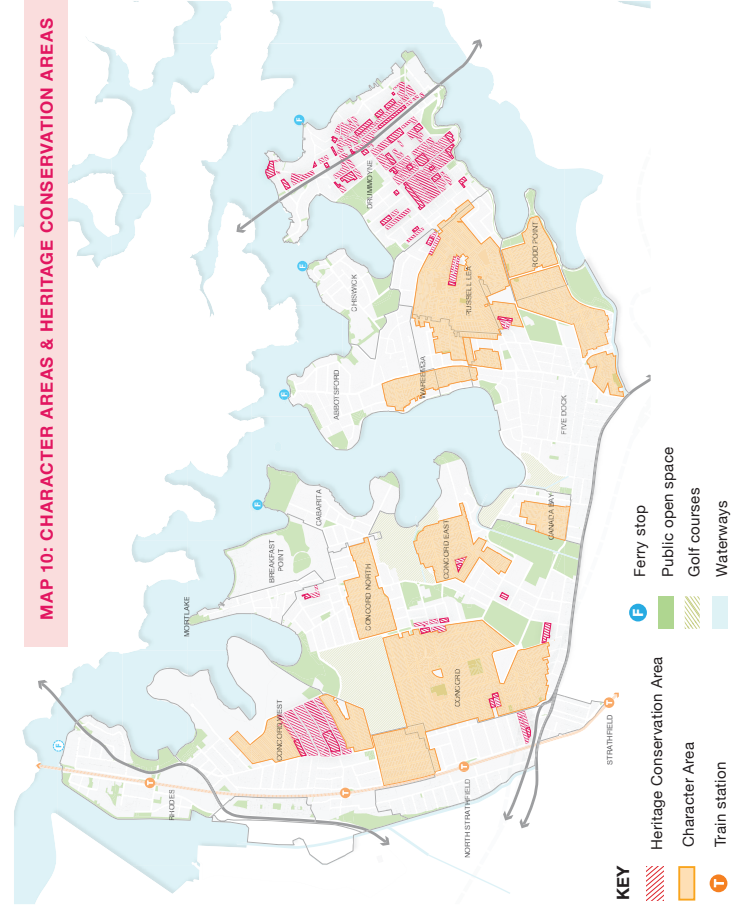 MAP 10: CHARACTER AREAS & HERITAGE CONSERVATION AREAS
F
F
F
F
F
DRUMMOYNE
CHISWICK
ABBOTSFORD
WAREEMBA
RUSSELL LEA
RODD POINT
FIVE DOCK
CANADA BAY
CABARITA
BREAKFAST
POINT
MORTLAKE
CONCORD NORTH
CONCORD EAST
CONCORD
CONCORD WEST
RHODES
NORTH STRATHFIELD
STRATHFIELD
T
T
T
T
KEY
Heritage Conservation Area
Character Area
T Train station
F Ferry stop
Public open space
Golf courses
Waterways